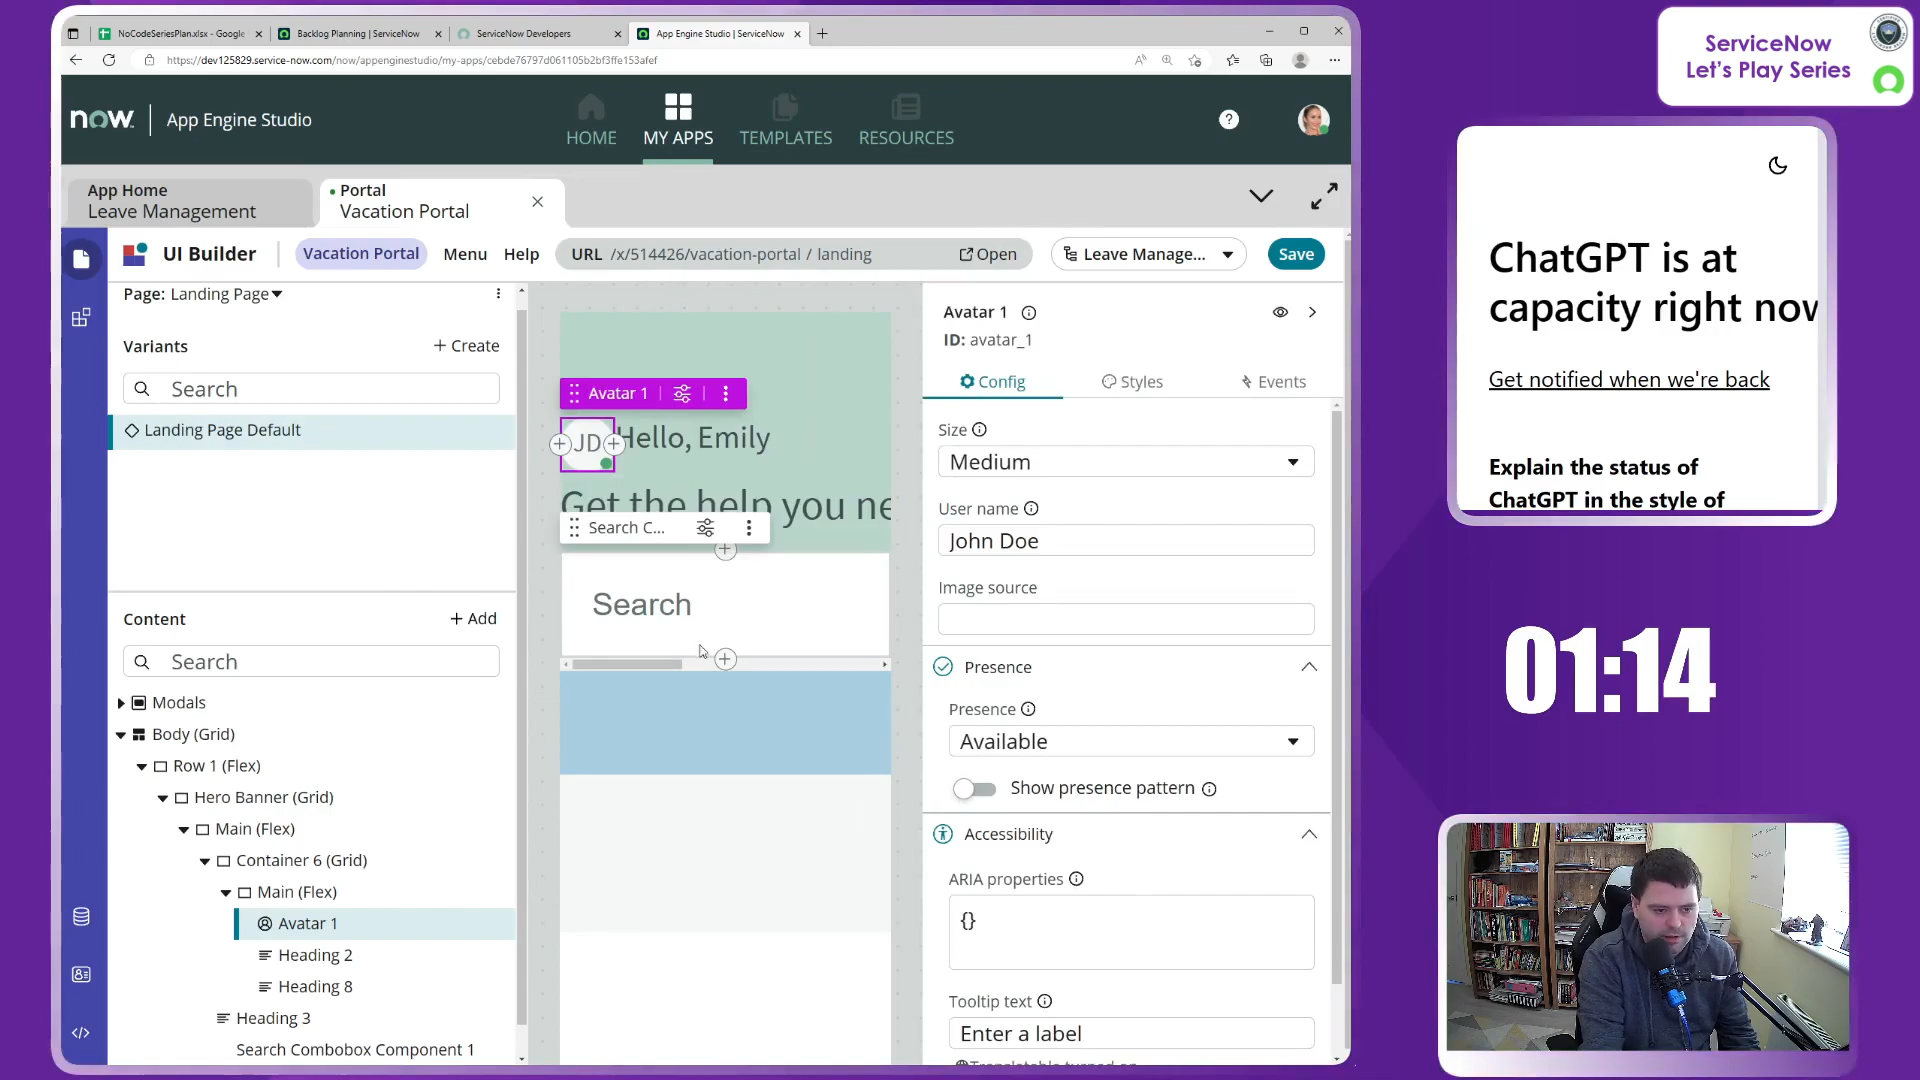 NoCodeSeriesPlan.xlsx - Google
Backlog Planning | ServiceNow
ServiceNow Developers
App Engine Studio | ServiceNow
https://dev125829.service-now.com/now/appenginestudio/my-apps/cebde76797d061105b2bf3ffe153afef
now.
App Engine Studio
HOME
MY APPS
TEMPLATES
RESOURCES
App Home
Leave Management
Portal
Vacation Portal
UI Builder
Vacation Portal
Menu
Help
URL /x/514426/vacation-portal / landing
Open
Leave Manage...
Save
Page: Landing Page
Variants
+ Create
Search
Landing Page Default
Content
+ Add
Search
Modals
Body (Grid)
Row 1 (Flex)
Hero Banner (Grid)
Main (Flex)
Container 6 (Grid)
Main (Flex)
Avatar 1
Heading 2
Heading 8
Heading 3
Search Combobox Component 1
Avatar 1
JD
Hello, Emily
Get the help you ne
Search C...
Search
Avatar 1
ID: avatar_1
Config
Styles
Events
Size
Medium
User name
John Doe
Image source
Presence
Presence
Available
Show presence pattern
Accessibility
ARIA properties
{}
Tooltip text
Enter a label
ServiceNow
Let's Play Series
ChatGPT is at
capacity right now
Get notified when we're back
Explain the status of
ChatGPT in the style of
01:14